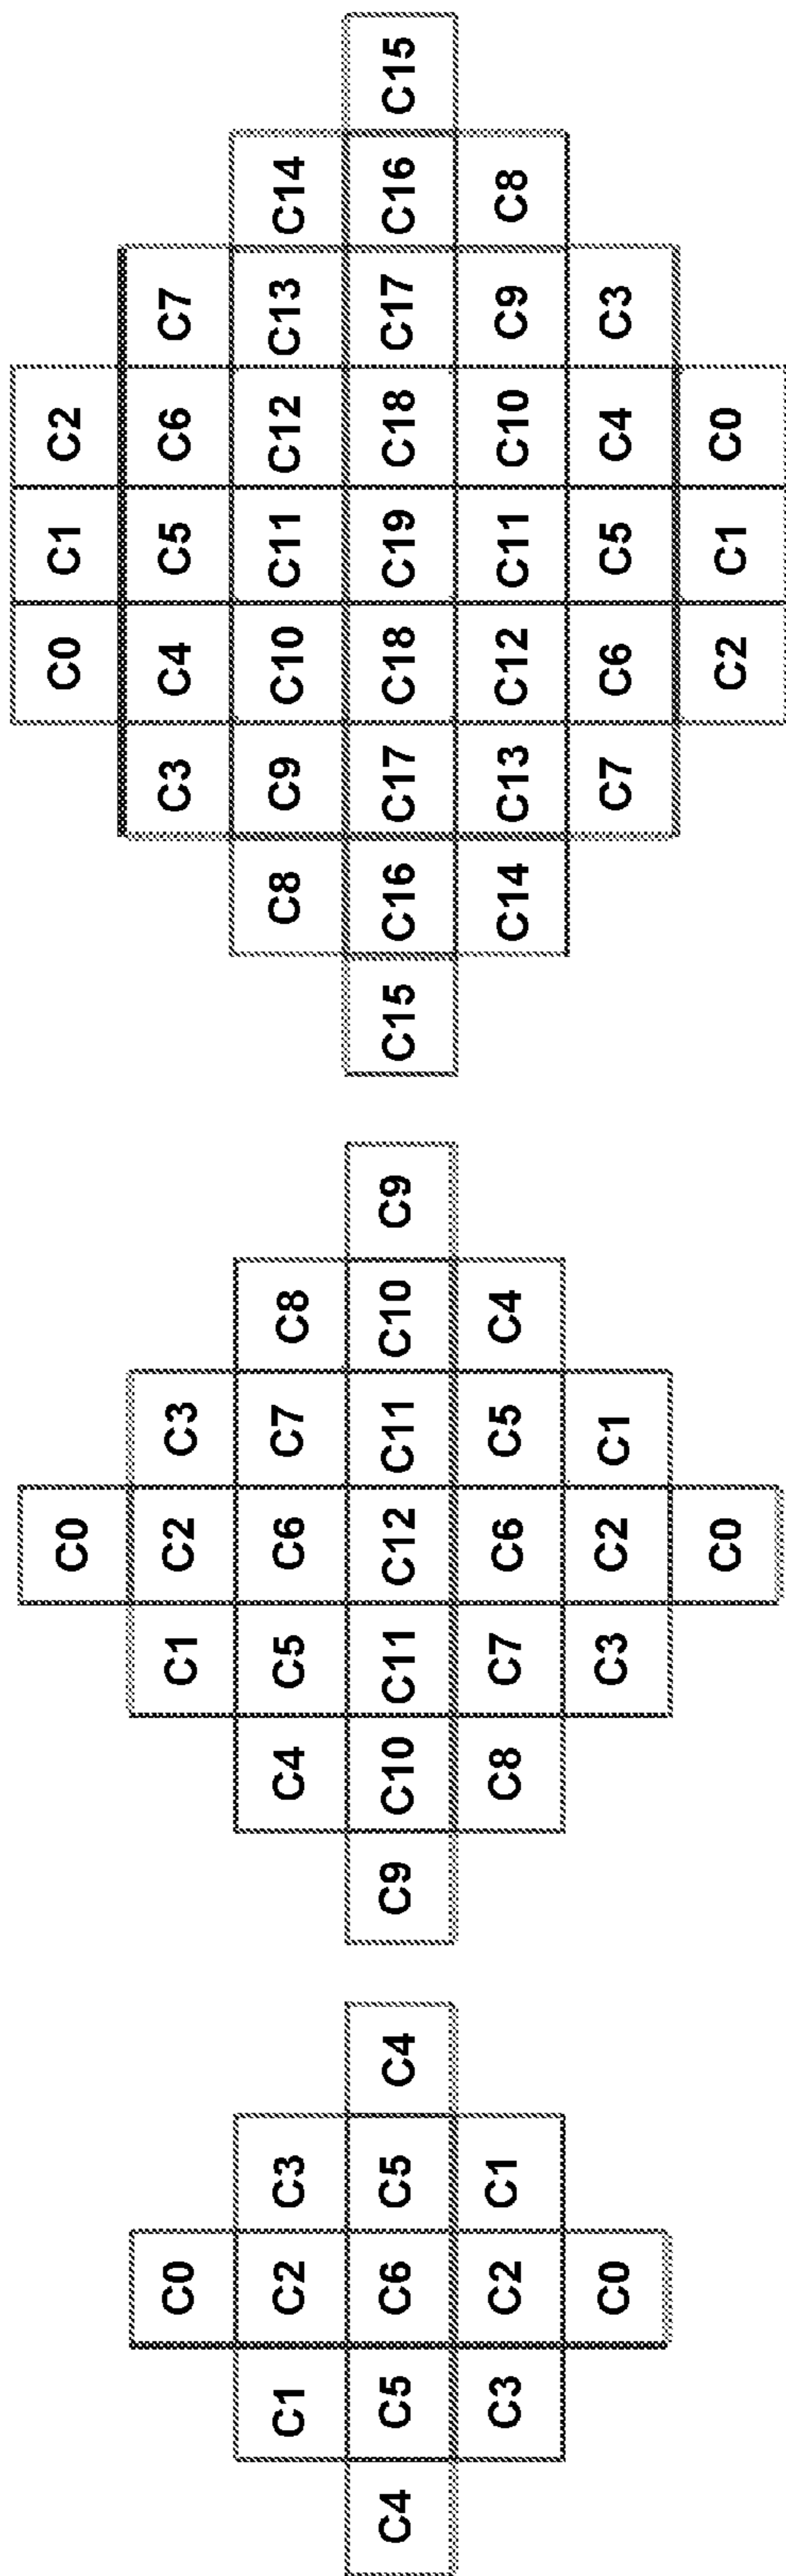 C0
C1 C2 C3
C4 C5 C6 C5 C4
C3 C2 C1
C0
C0
C1 C2 C3
C4 C5 C6 C7 C8
C9 C10 C11 C12 C11 C10 C9
C8 C7 C6 C5 C4
C3 C2 C1
C0
C0 C1 C2
C3 C4 C5 C6 C7
C8 C9 C10 C11 C12 C13 C14
C15 C16 C17 C18 C19 C18 C17 C16 C15
C14 C13 C12 C11 C10 C9 C8
C7 C6 C5 C4 C3
C2 C1 C0